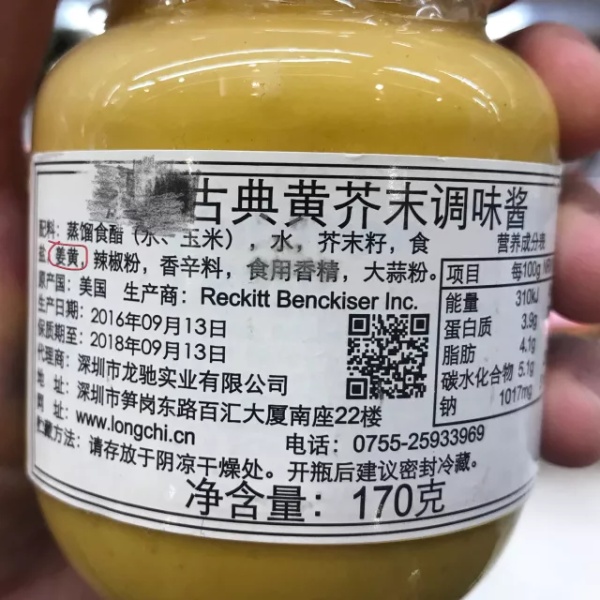 古典黄芥末调味酱
配料：蒸馏食醋（水、玉米），水，芥末籽，食
盐，姜黄，辣椒粉，香辛料，食用香精，大蒜粉。
原产国：美国 生产商：Reckitt Benckiser Inc.
生产日期：2016年09月13日
保质期至：2018年09月13日
代理商：深圳市龙驰实业有限公司
地 址：深圳市笋岗东路百汇大厦南座22楼
网 址：www.longchi.cn
电话：0755-25933969
贮藏方法：请存放于阴凉干燥处。开瓶后建议密封冷藏。
净含量：170克
营养成分表
项目 每100g
能量 310kJ
蛋白质 3.9g
脂肪 4.1g
碳水化合物 5.1g
钠 1017mg